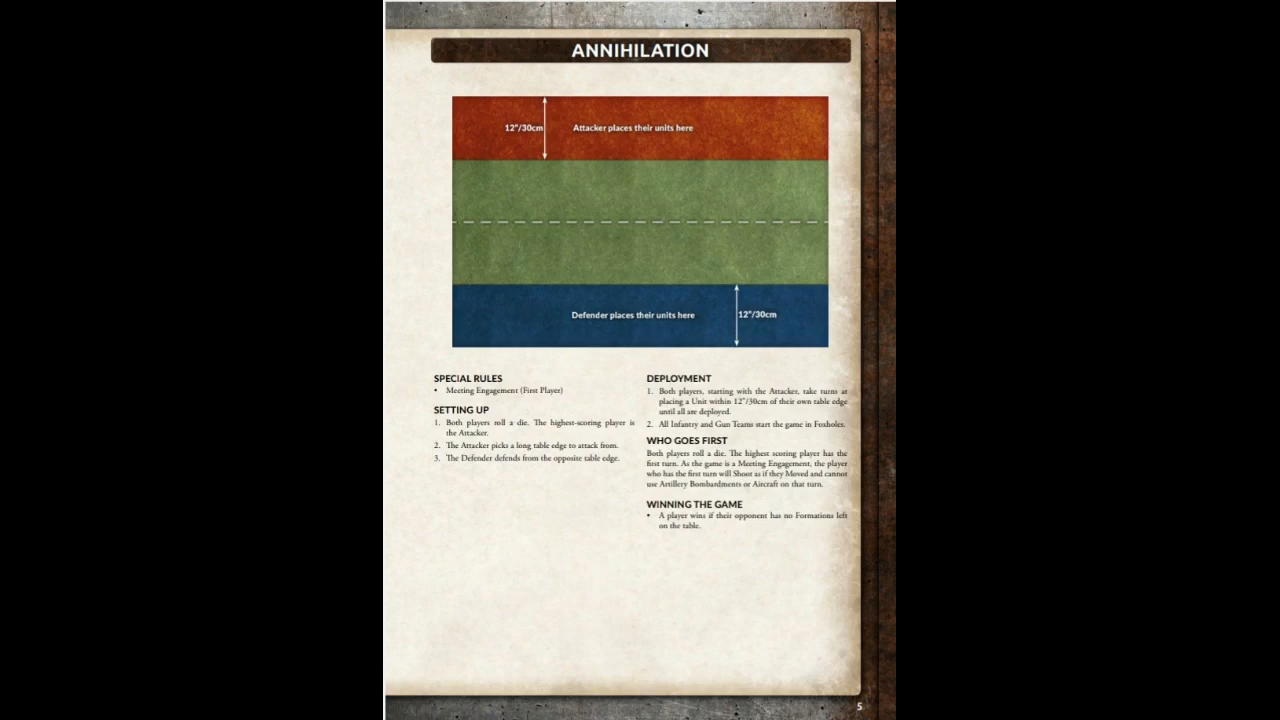 ANNIHILATION
12"/30cm
Attacker places their units here
Defender places their units here
12"/30cm
SPECIAL RULES
• Meeting Engagement (First Player)
SETTING UP
1. Both players roll a die. The highest-scoring player is
the Attacker.
2. The Attacker picks a long table edge to attack from.
3. The Defender defends from the opposite table edge.
DEPLOYMENT
1. Both players, starting with the Attacker, take turns at
placing a Unit within 12"/30cm of their own table edge
until all are deployed.
2. All Infantry and Gun Teams start the game in Foxholes.
WHO GOES FIRST
Both players roll a die. The highest scoring player has the
first turn. As the game is a Meeting Engagement, the player
who has the first turn will Shoot as if they Moved and cannot
use Artillery Bombardments or Aircraft on that turn.
WINNING THE GAME
• A player wins if their opponent has no Formations left
on the table.
5